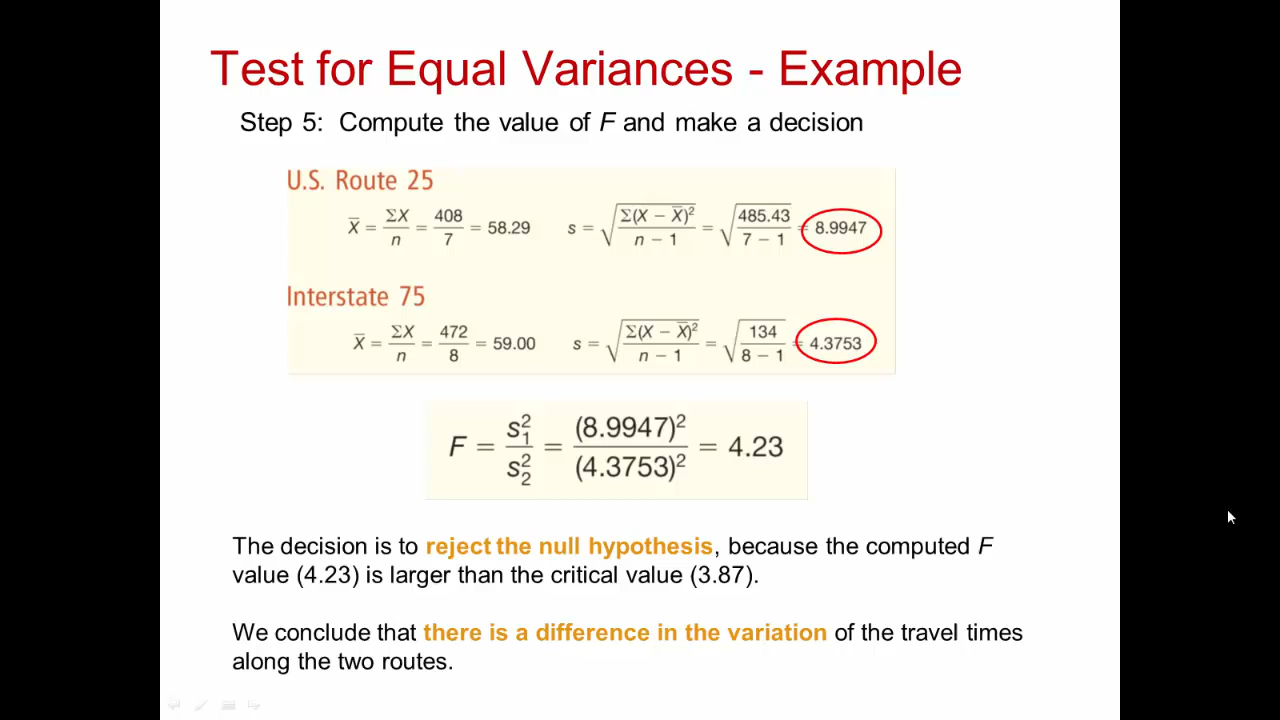 Test for Equal Variances - Example
Step 5: Compute the value of F and make a decision
U.S. Route 25
X̄ = ΣX/n = 408/7 = 58.29 s = √(Σ(X − X̄)²/(n − 1)) = √(485.43/(7 − 1)) = 8.9947
Interstate 75
X̄ = ΣX/n = 472/8 = 59.00 s = √(Σ(X − X̄)²/(n − 1)) = √(134/(8 − 1)) = 4.3753
F = s₁²/s₂² = (8.9947)²/(4.3753)² = 4.23
The decision is to reject the null hypothesis, because the computed F
value (4.23) is larger than the critical value (3.87).
We conclude that there is a difference in the variation of the travel times
along the two routes.